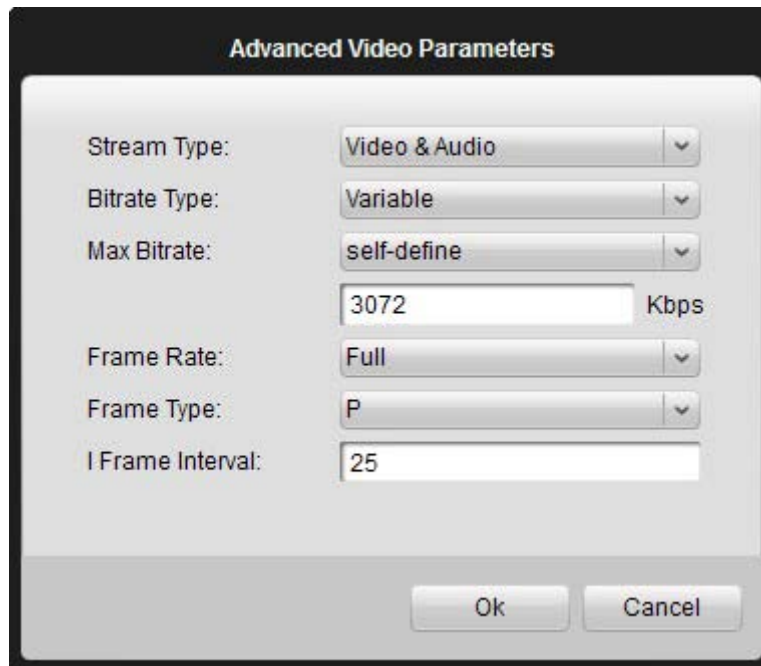 Advanced Video Parameters
Stream Type: Video & Audio
Bitrate Type: Variable
Max Bitrate: self-define
3072 Kbps
Frame Rate: Full
Frame Type: P
I Frame Interval: 25
Ok Cancel